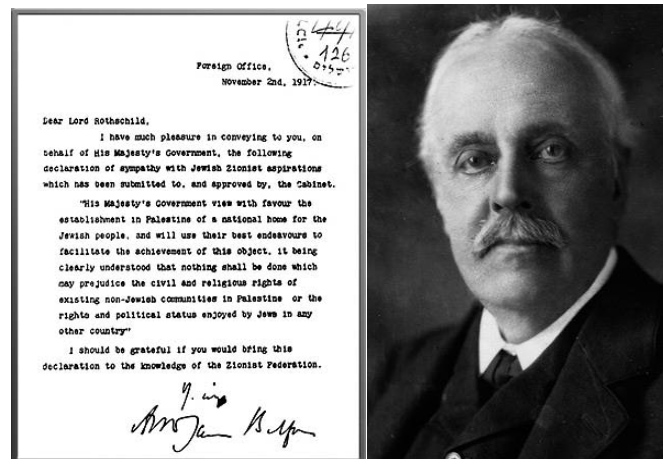 126
Foreign Office,
November 2nd, 1917.
Dear Lord Rothschild,
I have much pleasure in conveying to you, on
behalf of His Majesty's Government, the following
declaration of sympathy with Jewish Zionist aspirations
which has been submitted to, and approved by, the Cabinet.
"His Majesty's Government view with favour the
establishment in Palestine of a national home for the
Jewish people, and will use their best endeavours to
facilitate the achievement of this object, it being
clearly understood that nothing shall be done which
may prejudice the civil and religious rights of
existing non-Jewish communities in Palestine or the
rights and political status enjoyed by Jews in any
other country"
I should be grateful if you would bring this
declaration to the knowledge of the Zionist Federation.